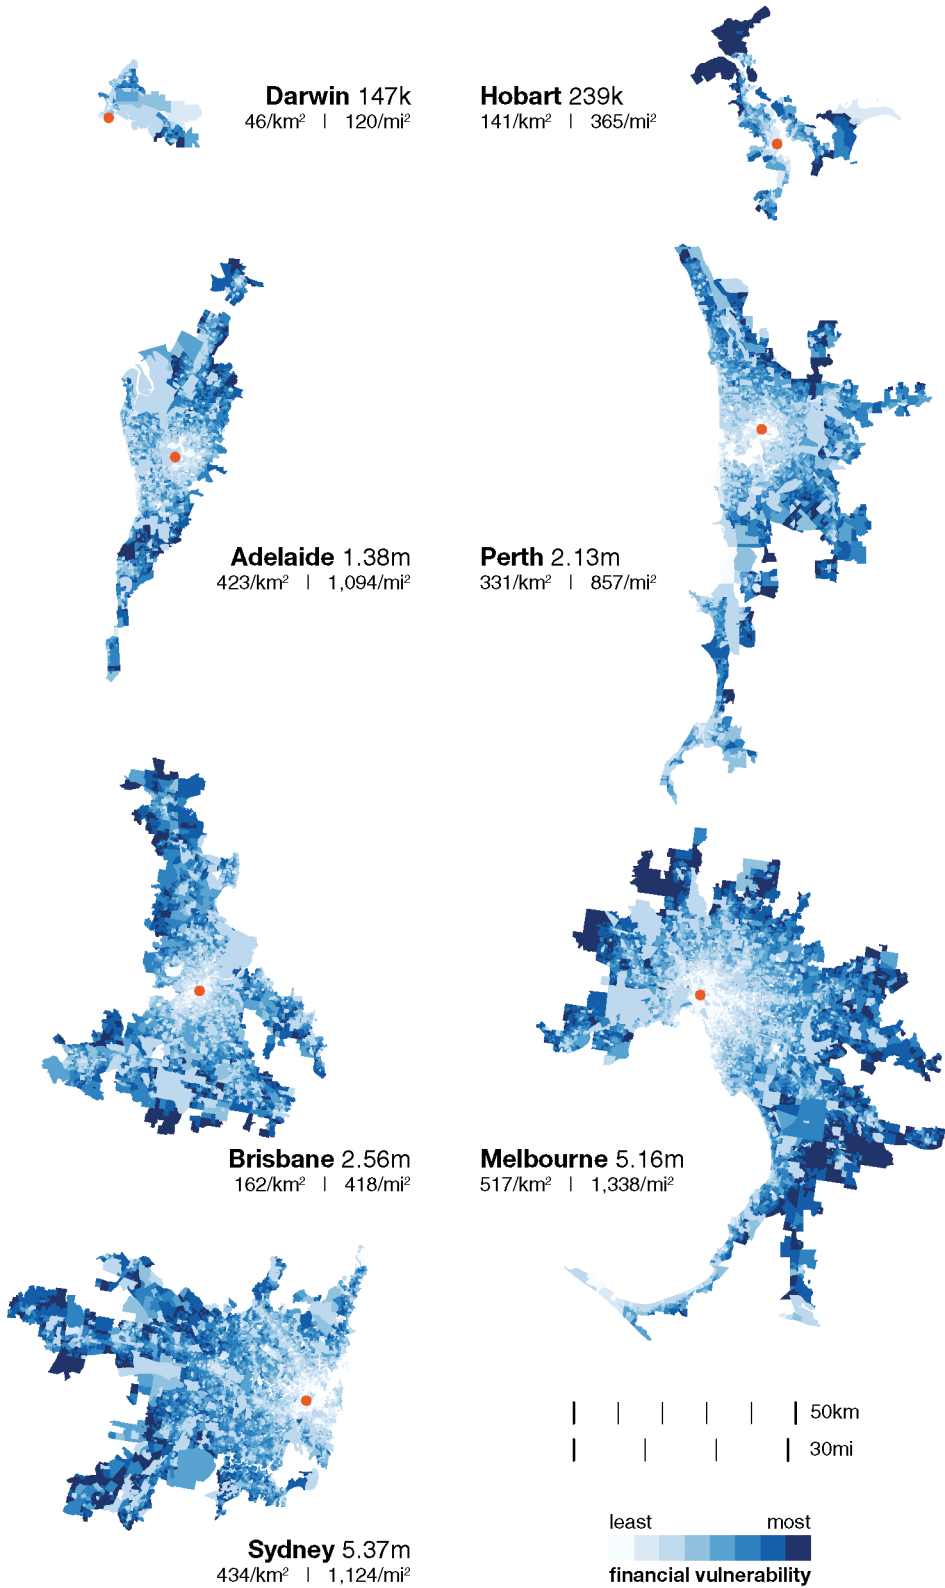 Darwin 147k
46/km² | 120/mi²
Hobart 239k
141/km² | 365/mi²
Adelaide 1.38m
423/km² | 1,094/mi²
Perth 2.13m
331/km² | 857/mi²
Brisbane 2.56m
162/km² | 418/mi²
Melbourne 5.16m
517/km² | 1,338/mi²
Sydney 5.37m
434/km² | 1,124/mi²
50km
30mi
least most
financial vulnerability